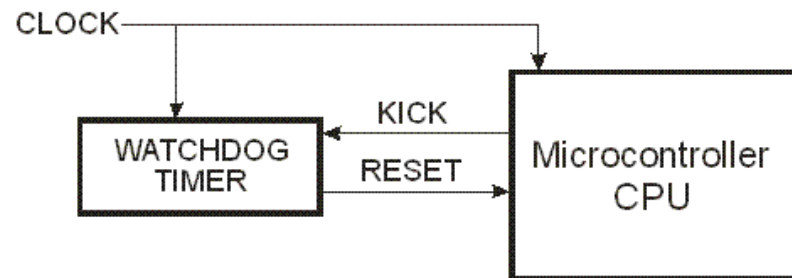 CLOCK
KICK
WATCHDOG
TIMER
RESET
Microcontroller
CPU